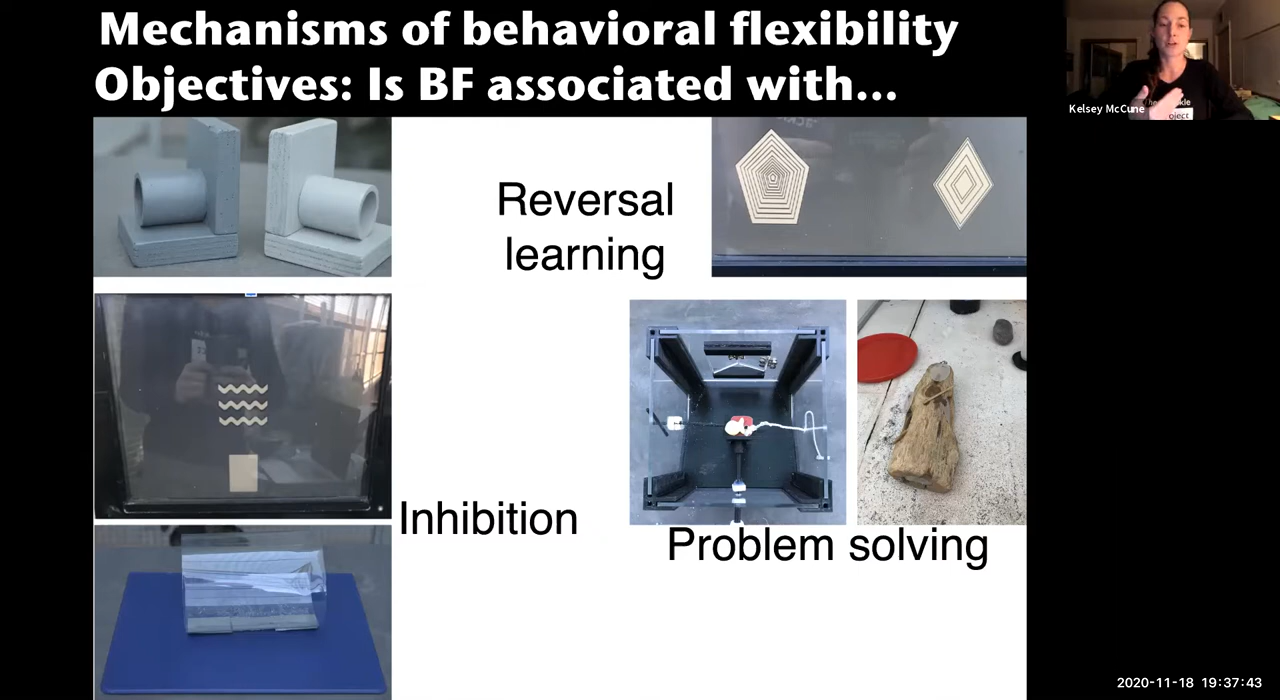 Mechanisms of behavioral flexibility
Objectives: Is BF associated with...
Kelsey McCune
Reversal
learning
Inhibition
Problem solving
2020-11-18 19:37:43